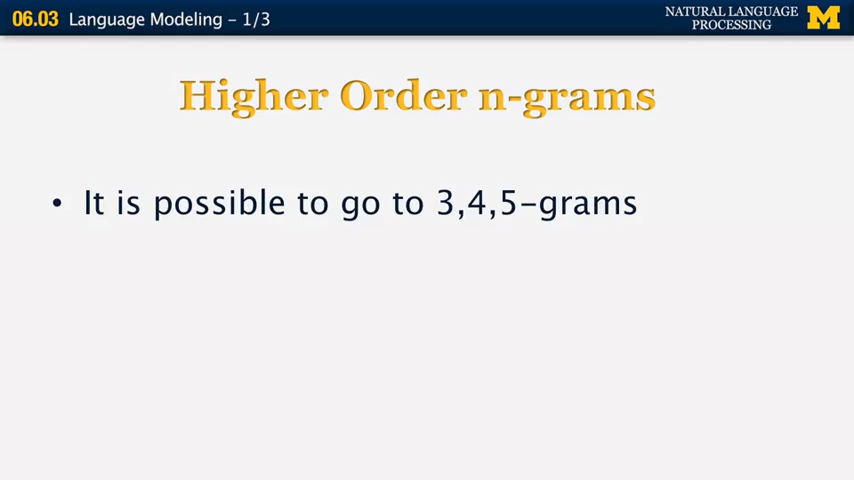 06.03 Language Modeling – 1/3
NATURAL LANGUAGE
PROCESSING
M
Higher Order n-grams
• It is possible to go to 3,4,5-grams